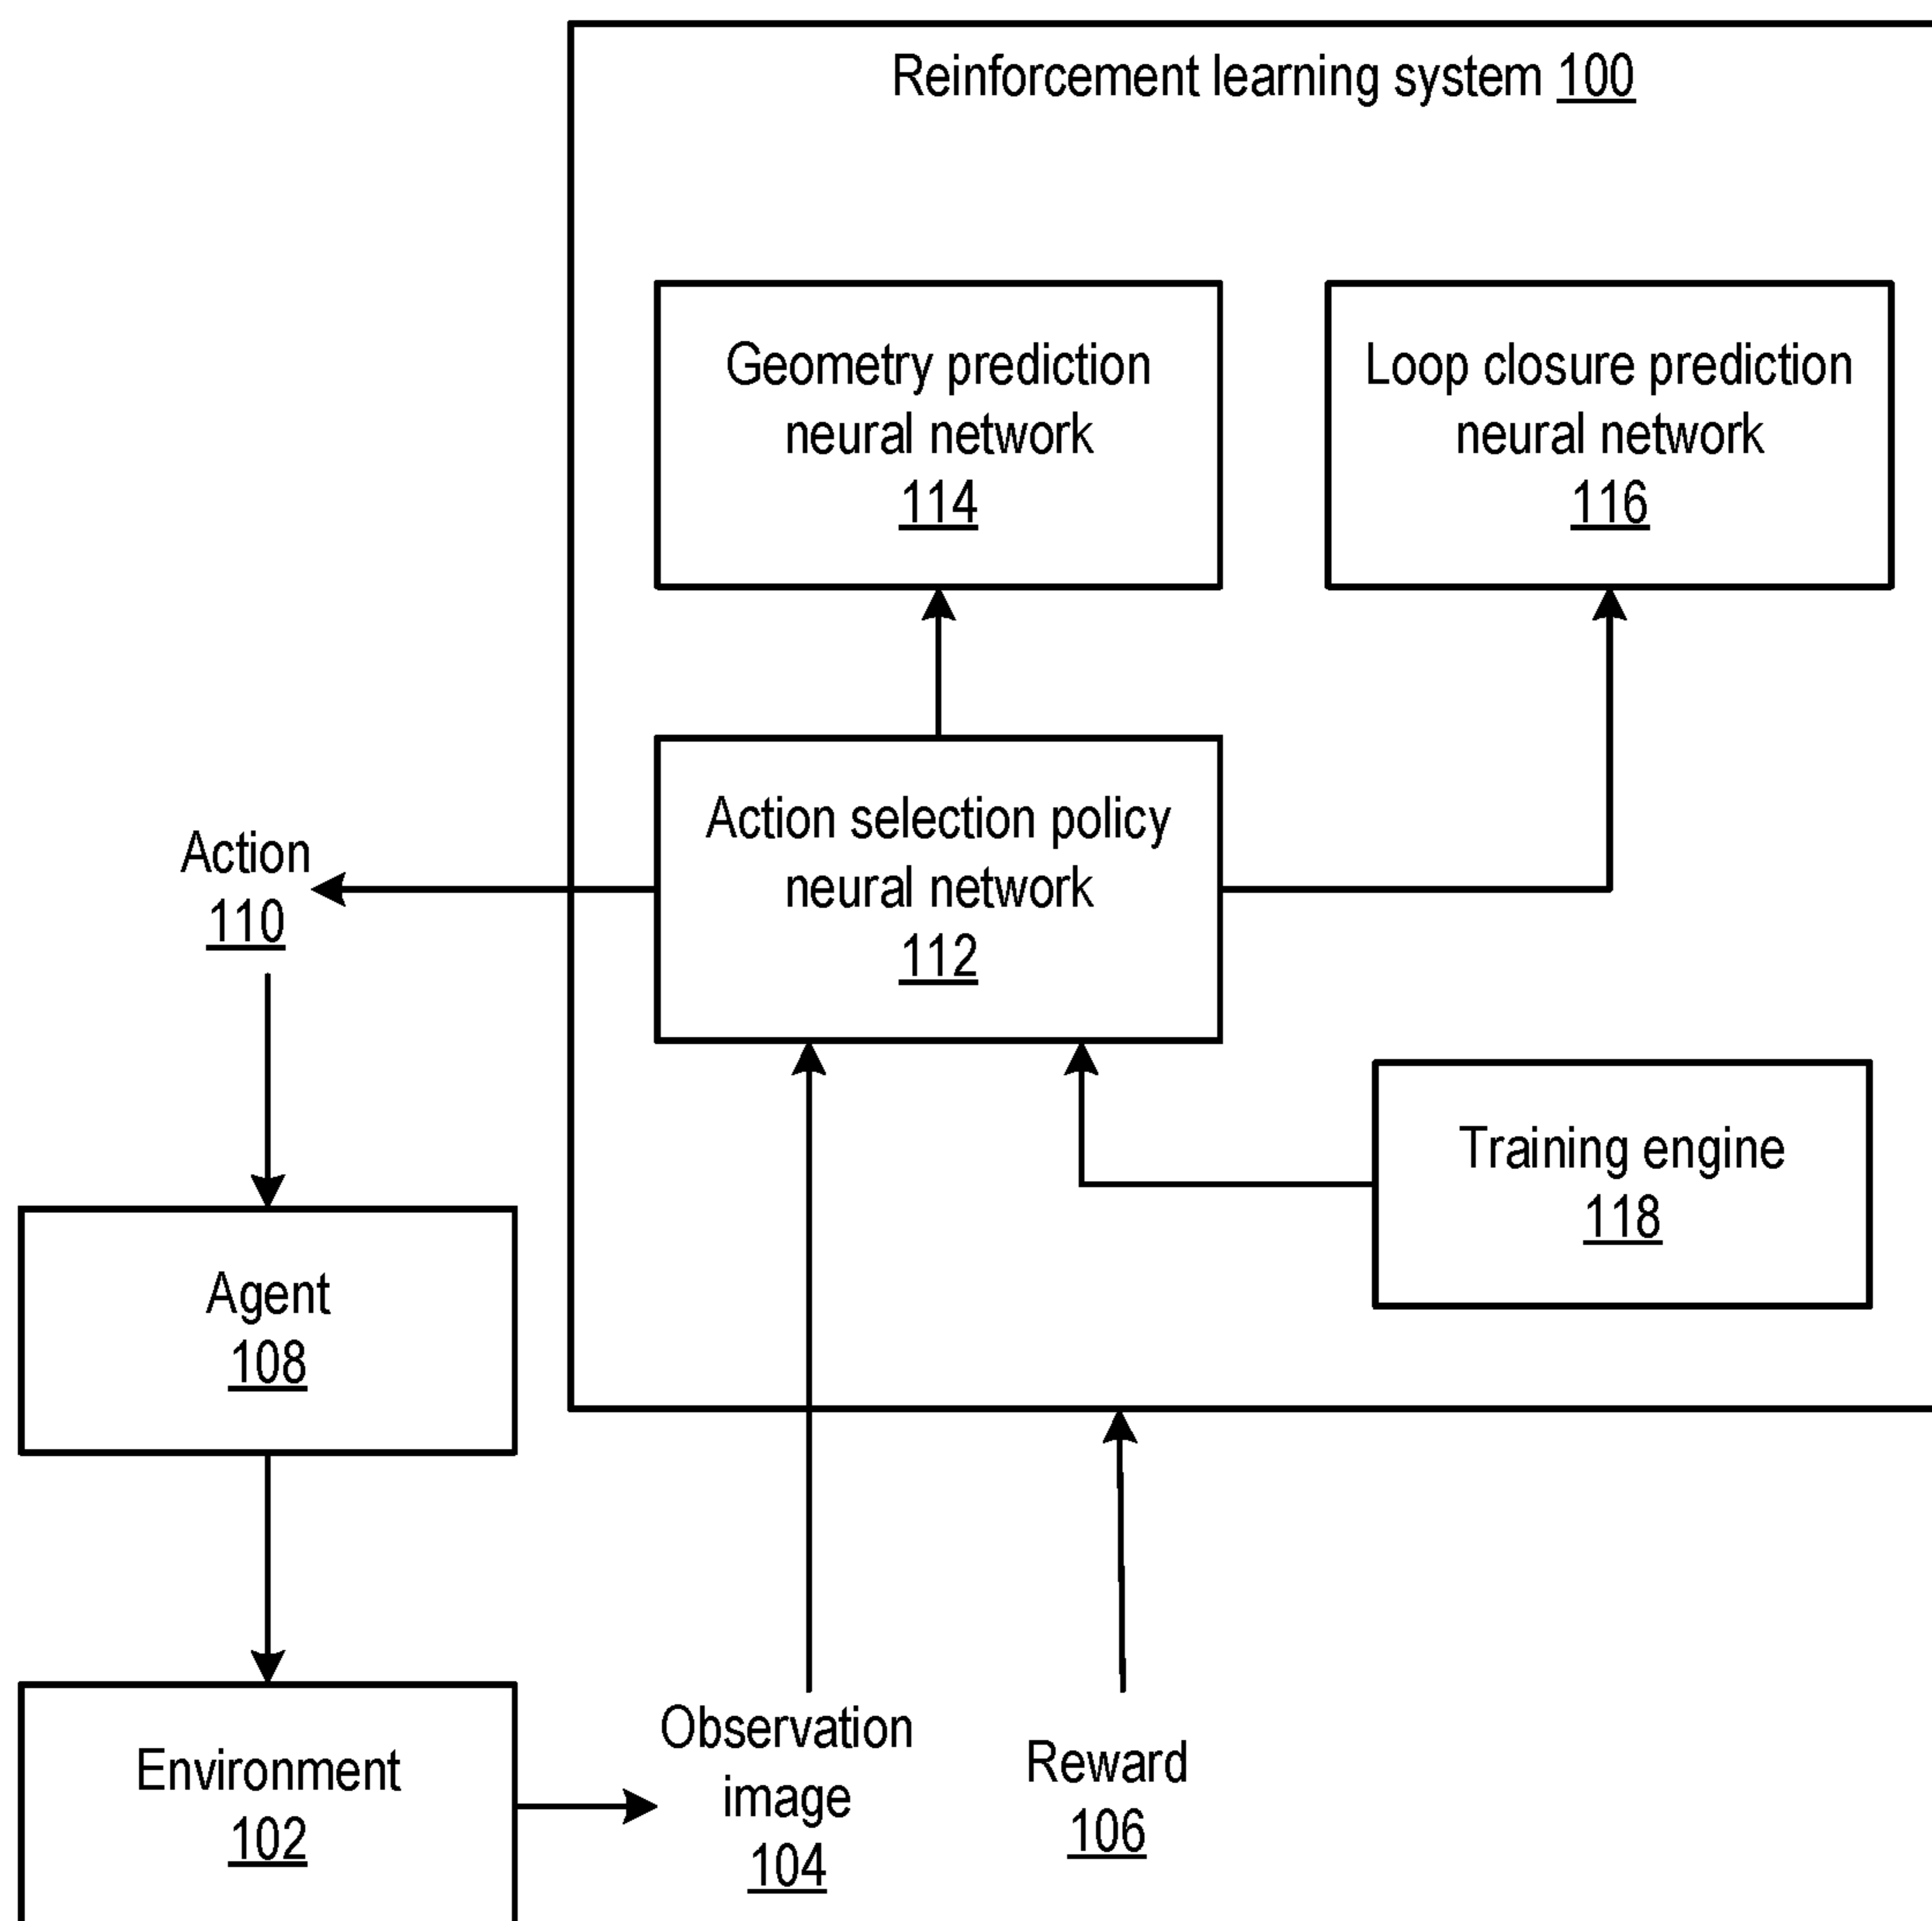 Reinforcement learning system 100
Geometry prediction
neural network
114
Loop closure prediction
neural network
116
Action selection policy
neural network
112
Action
110
Training engine
118
Agent
108
Environment
102
Observation
image
104
Reward
106